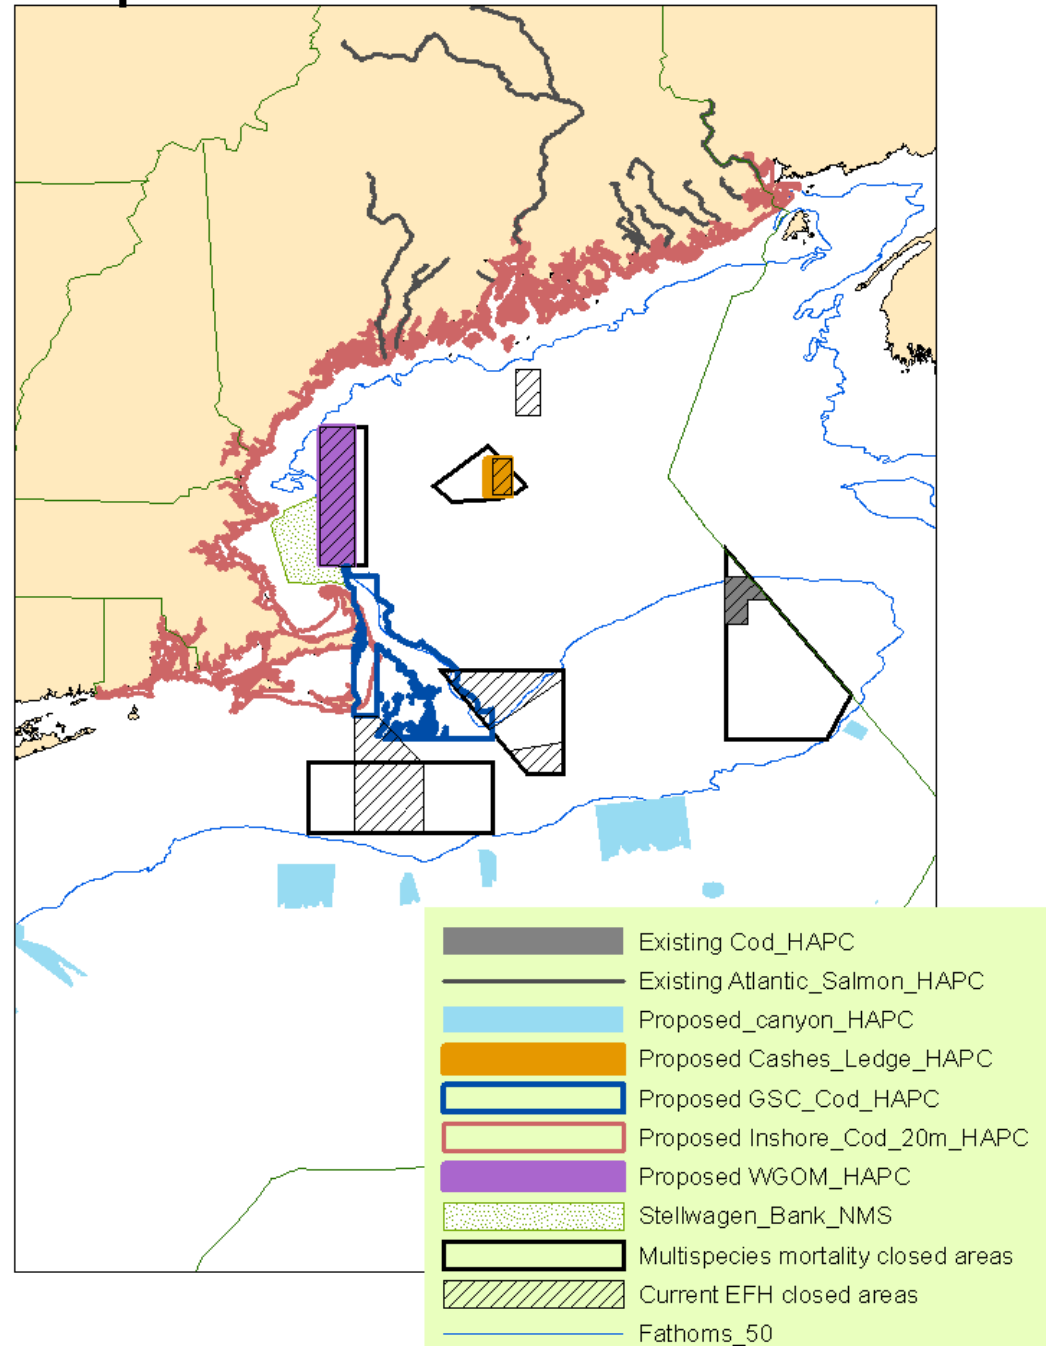 Existing Cod_HAPC
Existing Atlantic_Salmon_HAPC
Proposed_canyon_HAPC
Proposed Cashes_Ledge_HAPC
Proposed GSC_Cod_HAPC
Proposed Inshore_Cod_20m_HAPC
Proposed WGOM_HAPC
Stellwagen_Bank_NMS
Multispecies mortality closed areas
Current EFH closed areas
Fathoms_50